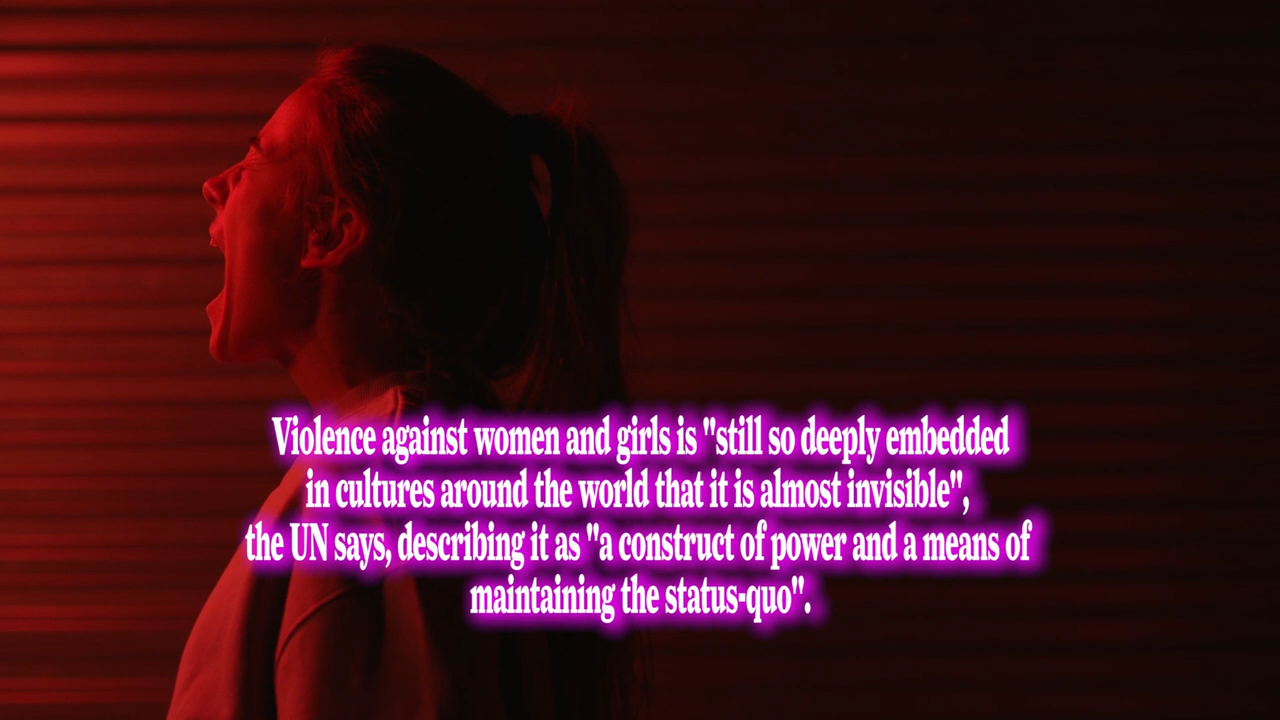 Violence against women and girls is "still so deeply embedded
in cultures around the world that it is almost invisible",
the UN says, describing it as "a construct of power and a means of
maintaining the status-quo".